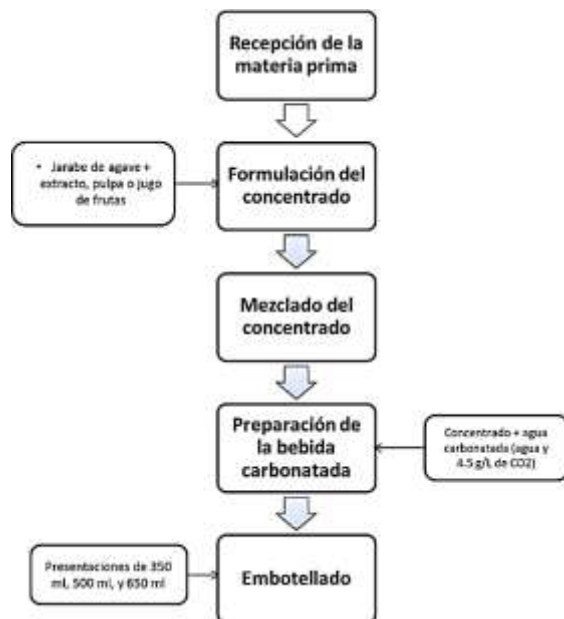 Recepción de la
materia prima
• Jarabe de agave +
extracto, pulpa o jugo
de frutas
Formulación del
concentrado
Mezclado del
concentrado
Preparación de
la bebida
carbonatada
Concentrado + agua
carbonatada (agua y
4.5 g/L de CO2)
Presentaciones de 350
ml, 500 ml, y 650 ml
Embotellado